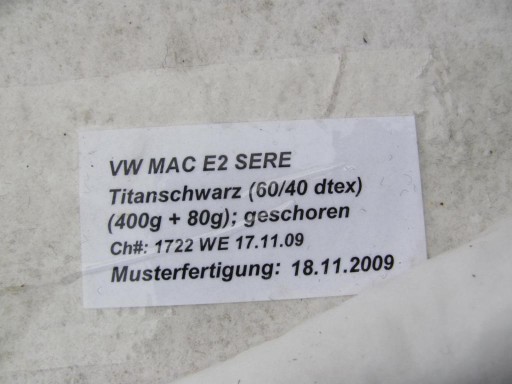 VW MAC E2 SERE
Titanschwarz (60/40 dtex)
(400g + 80g); geschoren
Ch#: 1722 WE 17.11.09
Musterfertigung: 18.11.2009